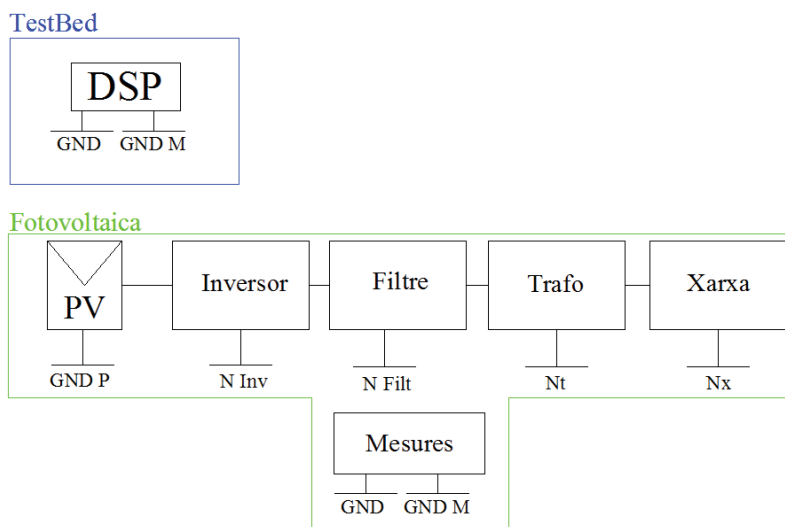 TestBed
DSP
GND GND M
Fotovoltaica
PV Inversor Filtre Trafo Xarxa
GND P N Inv N Filt Nt Nx
Mesures
GND GND M